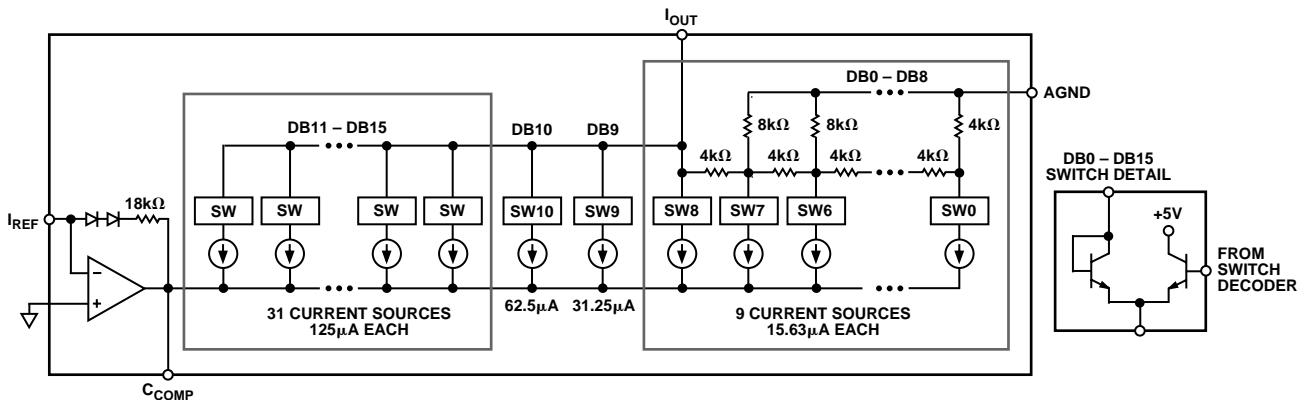 I_OUT
DB0 – DB8
AGND
DB11 – DB15
DB10
DB9
8kΩ
8kΩ
4kΩ
4kΩ
4kΩ
4kΩ
4kΩ
DB0 – DB15
SWITCH DETAIL
18kΩ
I_REF
SW
SW
SW
SW
SW10
SW9
SW8
SW7
SW6
SW0
+5V
–
+
FROM
SWITCH
DECODER
31 CURRENT SOURCES
125μA EACH
62.5μA
31.25μA
9 CURRENT SOURCES
15.63μA EACH
C_COMP